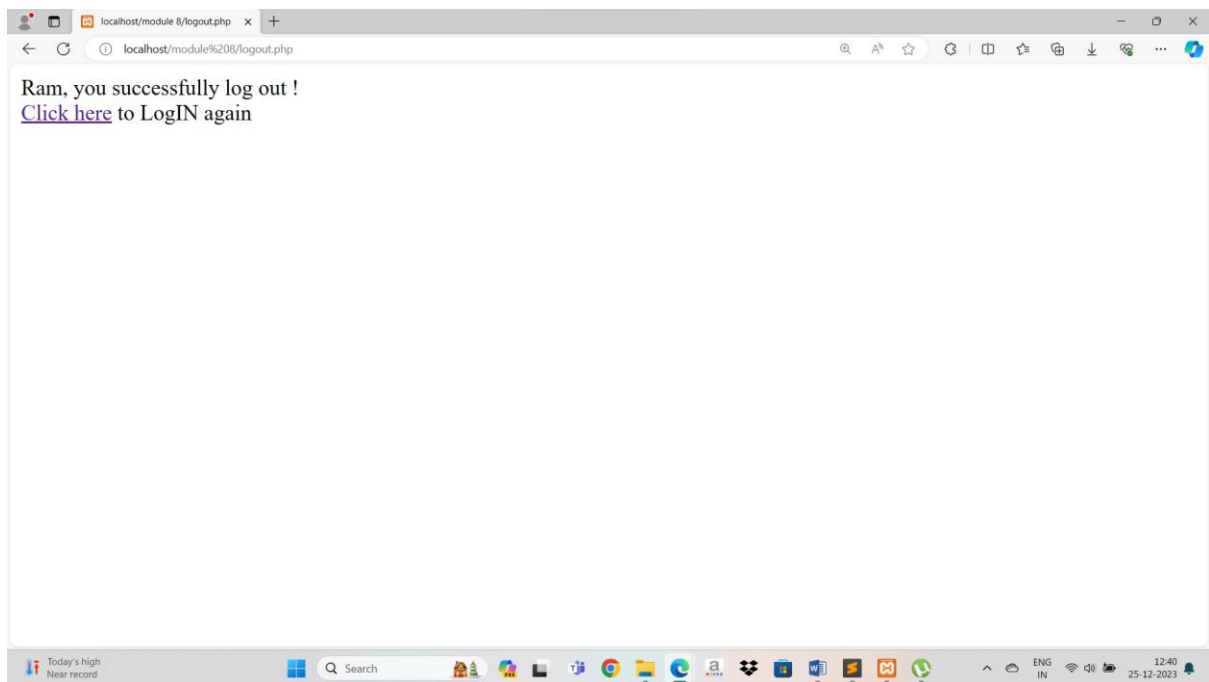 localhost/module 8/logout.php
localhost/module%208/logout.php
Ram, you successfully log out !
Click here to LogIN again
Today's high
Near record
Search
ENG
IN
12:40
25-12-2023